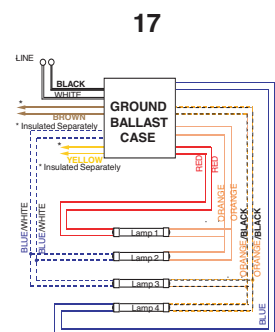 17
LINE
BLACK
WHITE
*
BROWN
* Insulated Separately
GROUND
BALLAST
CASE
*
YELLOW
* Insulated Separately
RED
RED
ORANGE
ORANGE
BLUE/WHITE
BLUE/WHITE
Lamp 1
Lamp 2
Lamp 3
Lamp 4
ORANGE/BLACK
ORANGE/BLACK
BLUE